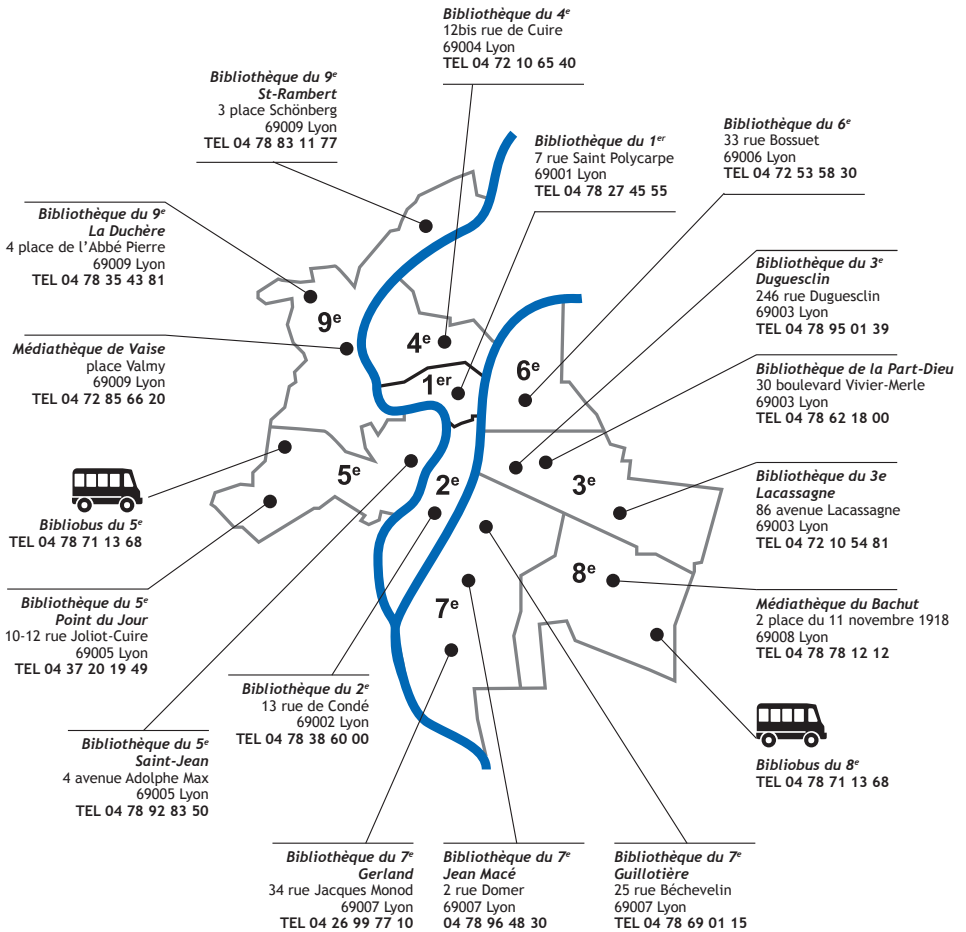 Bibliothèque du 4e
12bis rue de Cuire
69004 Lyon
TEL 04 72 10 65 40
Bibliothèque du 9e
St-Rambert
3 place Schönberg
69009 Lyon
TEL 04 78 83 11 77
Bibliothèque du 1er
7 rue Saint Polycarpe
69001 Lyon
TEL 04 78 27 45 55
Bibliothèque du 6e
33 rue Bossuet
69006 Lyon
TEL 04 72 53 58 30
Bibliothèque du 9e
La Duchère
4 place de l'Abbé Pierre
69009 Lyon
TEL 04 78 35 43 81
Bibliothèque du 3e
Duguesclin
246 rue Duguesclin
69003 Lyon
TEL 04 78 95 01 39
Médiathèque de Vaise
place Valmy
69009 Lyon
TEL 04 72 85 66 20
Bibliothèque de la Part-Dieu
30 boulevard Vivier-Merle
69003 Lyon
TEL 04 78 62 18 00
9e
4e
1er
6e
5e
2e
3e
8e
7e
Bibliobus du 5e
TEL 04 78 71 13 68
Bibliothèque du 3e
Lacassagne
86 avenue Lacassagne
69003 Lyon
TEL 04 72 10 54 81
Bibliothèque du 5e
Point du Jour
10-12 rue Joliot-Cuire
69005 Lyon
TEL 04 37 20 19 49
Médiathèque du Bachut
2 place du 11 novembre 1918
69008 Lyon
TEL 04 78 78 12 12
Bibliothèque du 2e
13 rue de Condé
69002 Lyon
TEL 04 78 38 60 00
Bibliothèque du 5e
Saint-Jean
4 avenue Adolphe Max
69005 Lyon
TEL 04 78 92 83 50
Bibliobus du 8e
TEL 04 78 71 13 68
Bibliothèque du 7e
Gerland
34 rue Jacques Monod
69007 Lyon
TEL 04 26 99 77 10
Bibliothèque du 7e
Jean Macé
2 rue Domer
69007 Lyon
04 78 96 48 30
Bibliothèque du 7e
Guillotière
25 rue Béchevelin
69007 Lyon
TEL 04 78 69 01 15